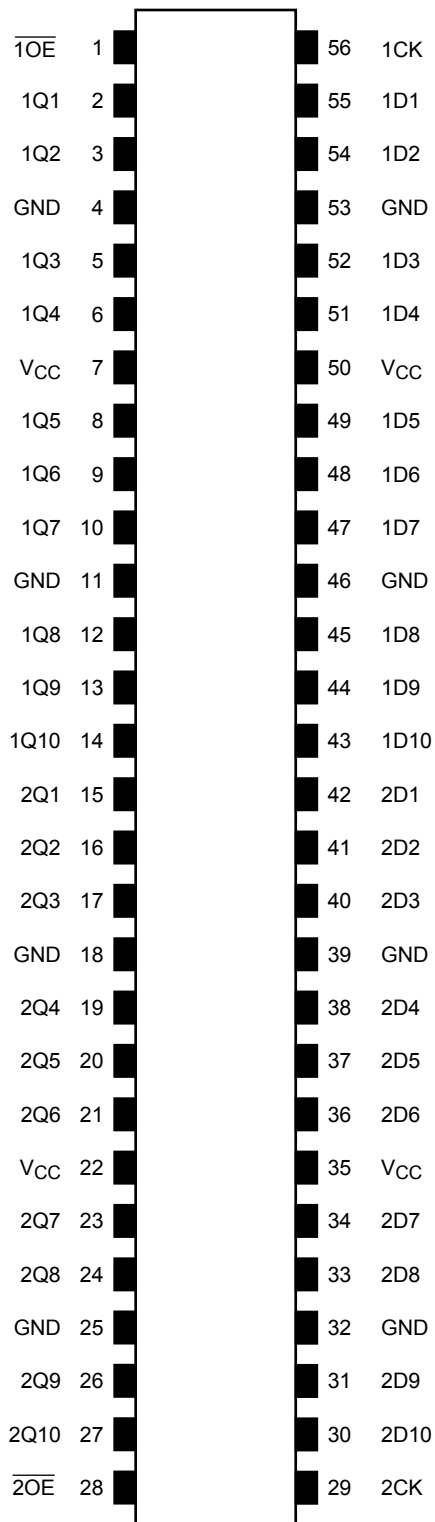 1OE 1 56 1CK
1Q1 2 55 1D1
1Q2 3 54 1D2
GND 4 53 GND
1Q3 5 52 1D3
1Q4 6 51 1D4
VCC 7 50 VCC
1Q5 8 49 1D5
1Q6 9 48 1D6
1Q7 10 47 1D7
GND 11 46 GND
1Q8 12 45 1D8
1Q9 13 44 1D9
1Q10 14 43 1D10
2Q1 15 42 2D1
2Q2 16 41 2D2
2Q3 17 40 2D3
GND 18 39 GND
2Q4 19 38 2D4
2Q5 20 37 2D5
2Q6 21 36 2D6
VCC 22 35 VCC
2Q7 23 34 2D7
2Q8 24 33 2D8
GND 25 32 GND
2Q9 26 31 2D9
2Q10 27 30 2D10
2OE 28 29 2CK